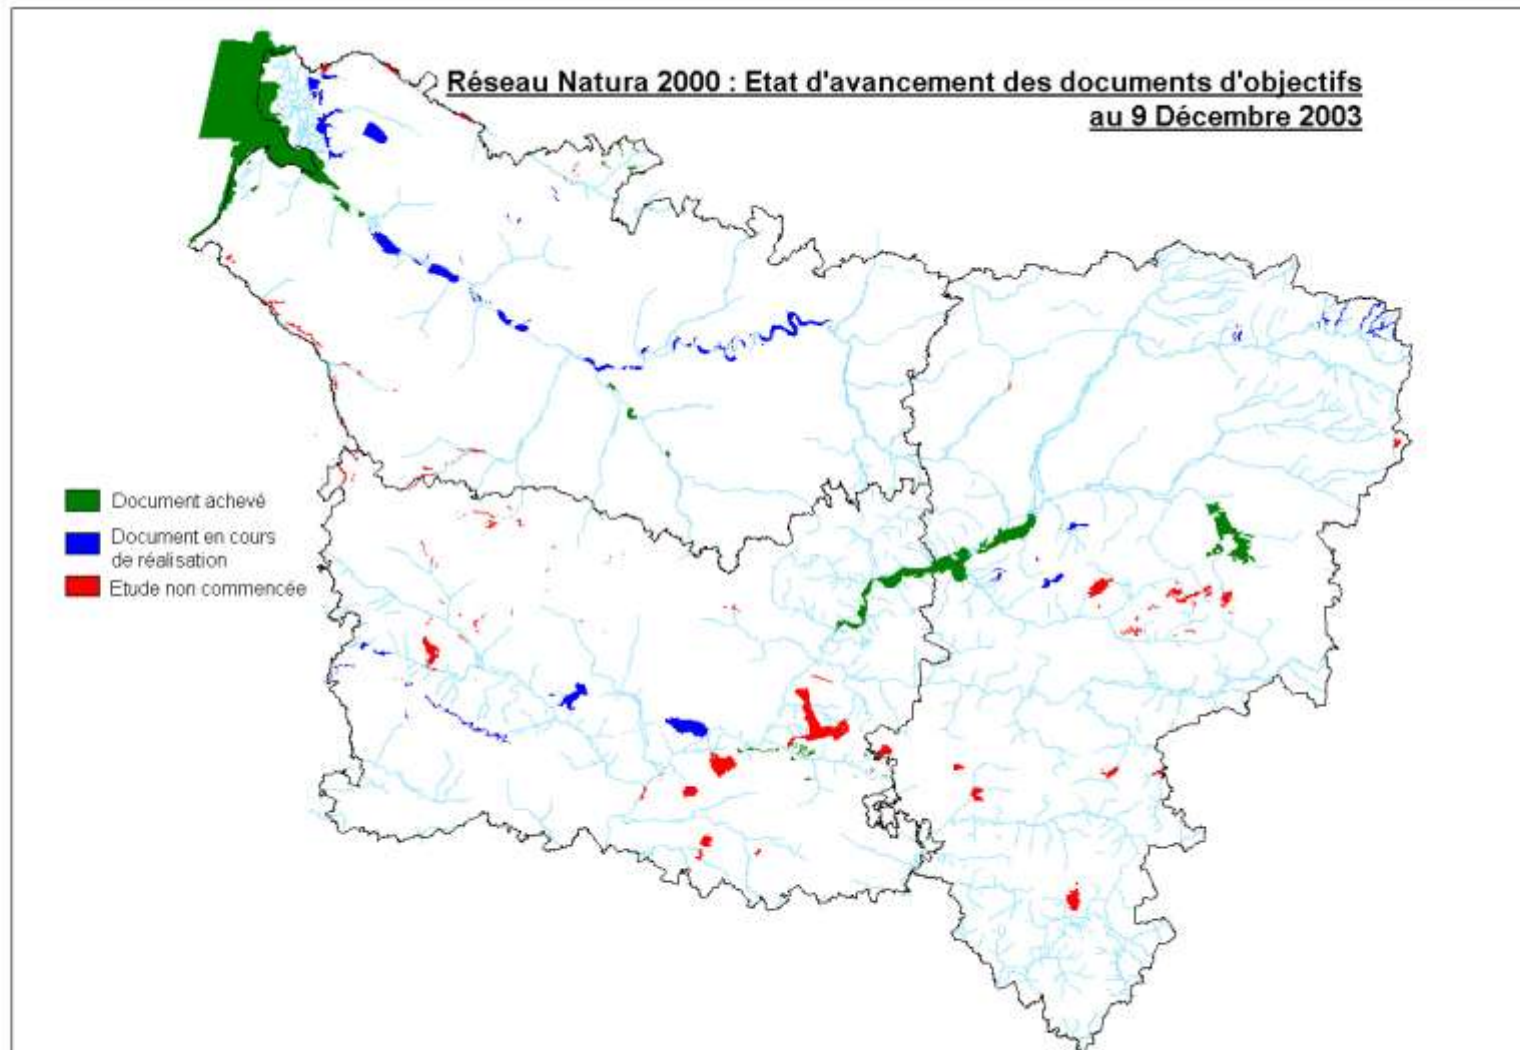 Réseau Natura 2000 : Etat d'avancement des documents d'objectifs
au 9 Décembre 2003
Document achevé
Document en cours
de réalisation
Etude non commencée